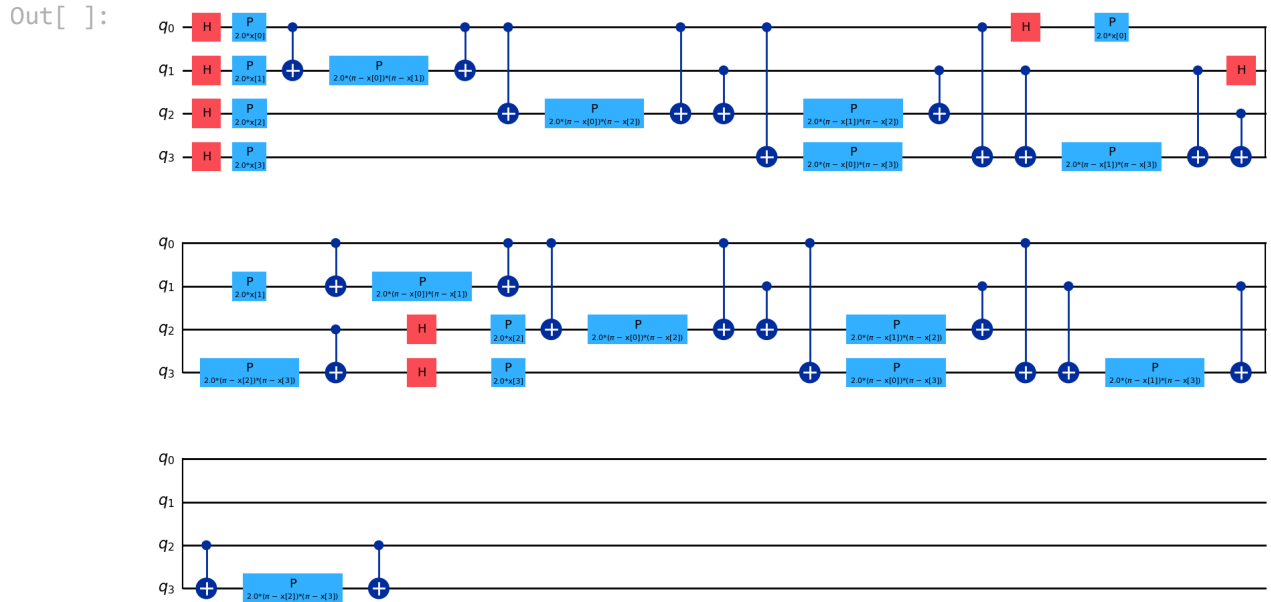 Out[ ]:
q0 H P 2.0*x[0] H P 2.0*x[0]
q1 H P 2.0*x[1] P 2.0*(π − x[0])*(π − x[1]) H
q2 H P 2.0*x[2] P 2.0*(π − x[0])*(π − x[2]) P 2.0*(π − x[1])*(π − x[2])
q3 H P 2.0*x[3] P 2.0*(π − x[0])*(π − x[3]) P 2.0*(π − x[1])*(π − x[3])
q0
q1 P 2.0*x[1] P 2.0*(π − x[0])*(π − x[1])
q2 H P 2.0*x[2] P 2.0*(π − x[0])*(π − x[2]) P 2.0*(π − x[1])*(π − x[2])
q3 P 2.0*(π − x[2])*(π − x[3]) H P 2.0*x[3] P 2.0*(π − x[0])*(π − x[3]) P 2.0*(π − x[1])*(π − x[3])
q0
q1
q2
q3 P 2.0*(π − x[2])*(π − x[3])